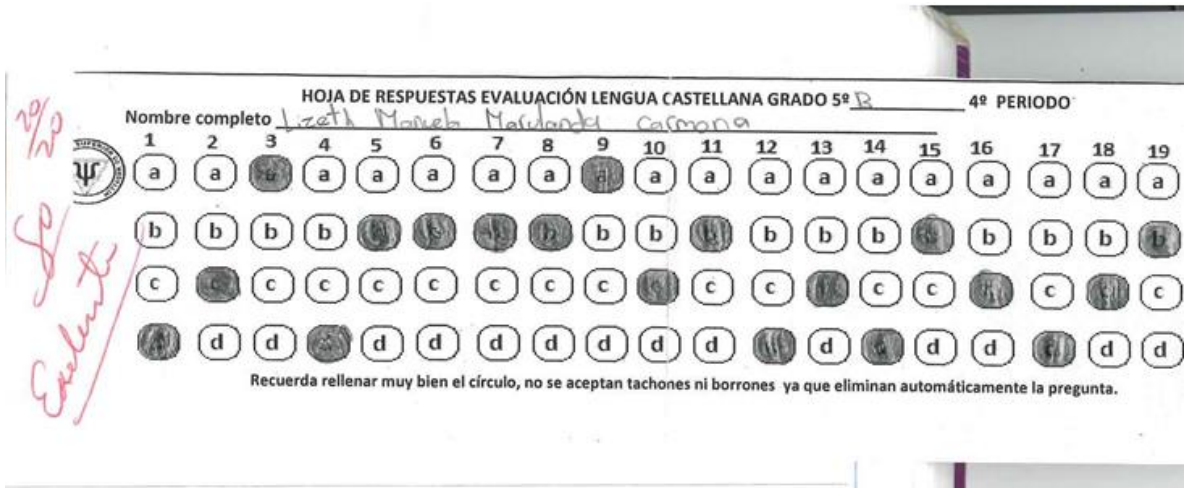 HOJA DE RESPUESTAS EVALUACIÓN LENGUA CASTELLANA GRADO 5º B 4º PERIODO
Nombre completo Lizeth Manuela Marulanda Carmona
20/20
1 2 3 4 5 6 7 8 9 10 11 12 13 14 15 16 17 18 19
a a a a a a a a a a a a a a a a a
b b b b b b b b b b b b b
c c c c c c c c c c c c c c
d d d d d d d d d d d d d d
Excelente
Recuerda rellenar muy bien el círculo, no se aceptan tachones ni borrones ya que eliminan automáticamente la pregunta.